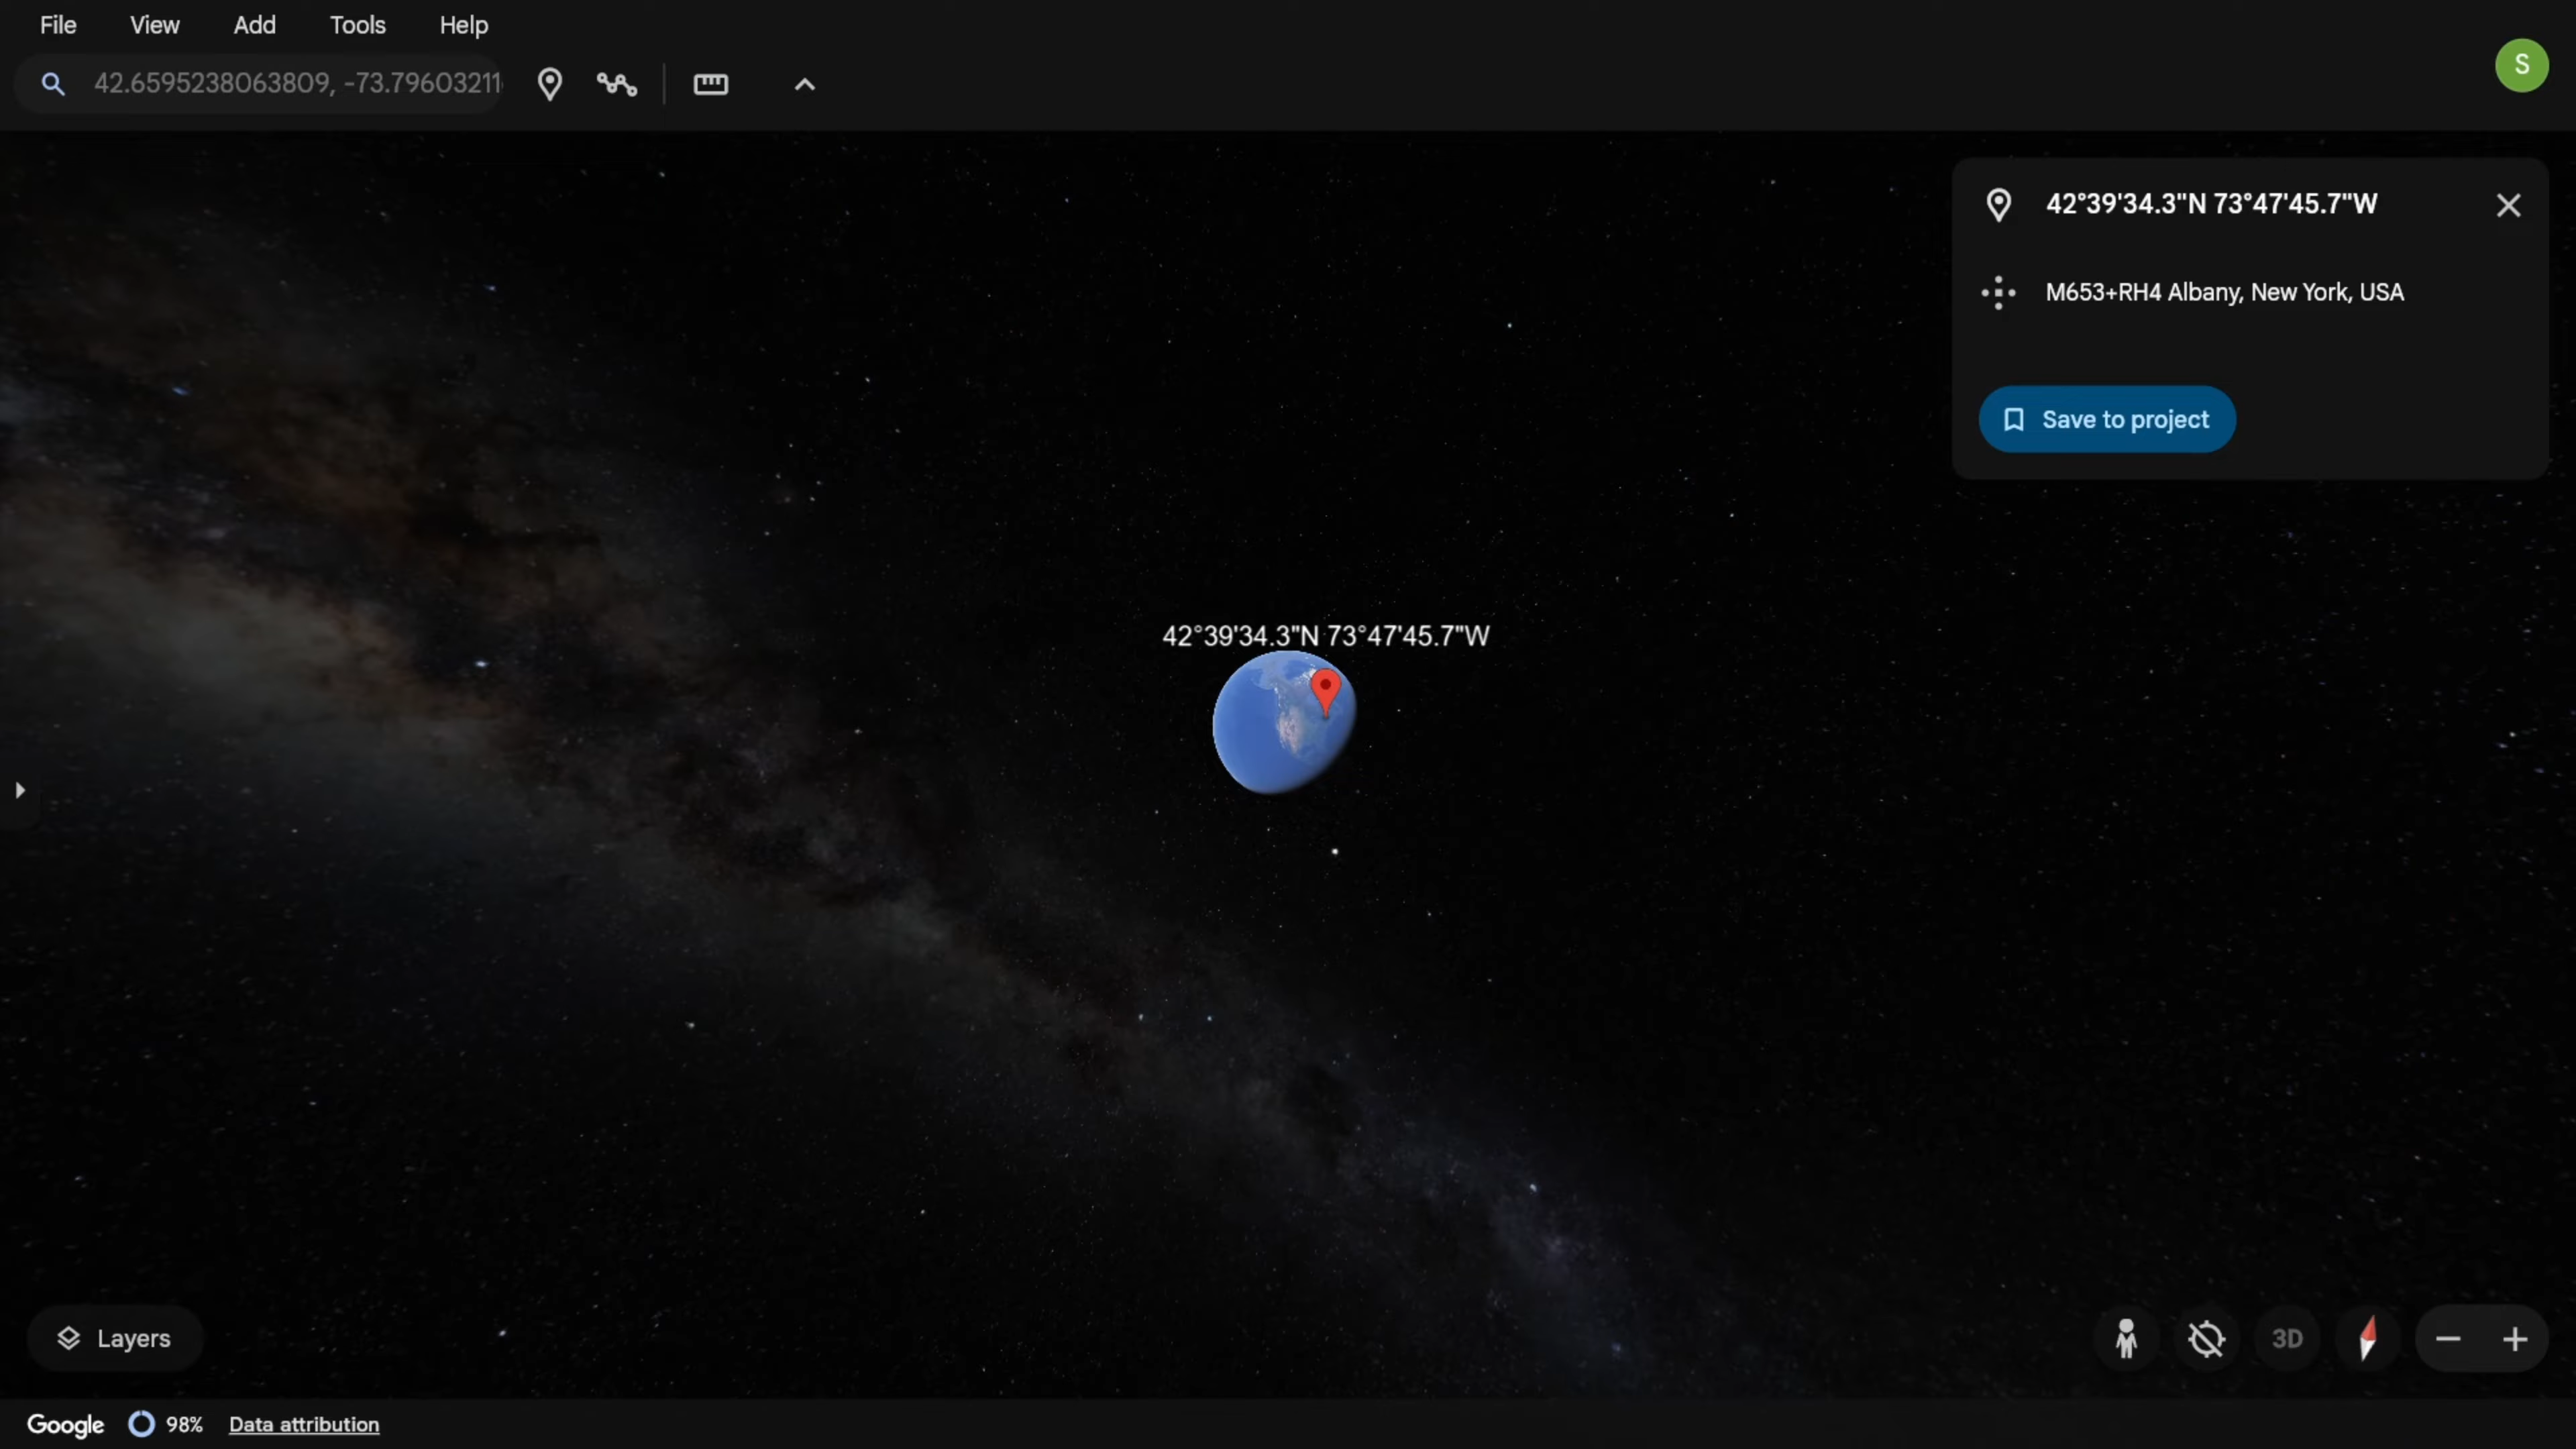 File View Add Tools Help
42.6595238063809, -73.79603211
S
42°39'34.3"N 73°47'45.7"W
M653+RH4 Albany, New York, USA
Save to project
42°39'34.3"N 73°47'45.7"W
Layers
3D
Google 98% Data attribution